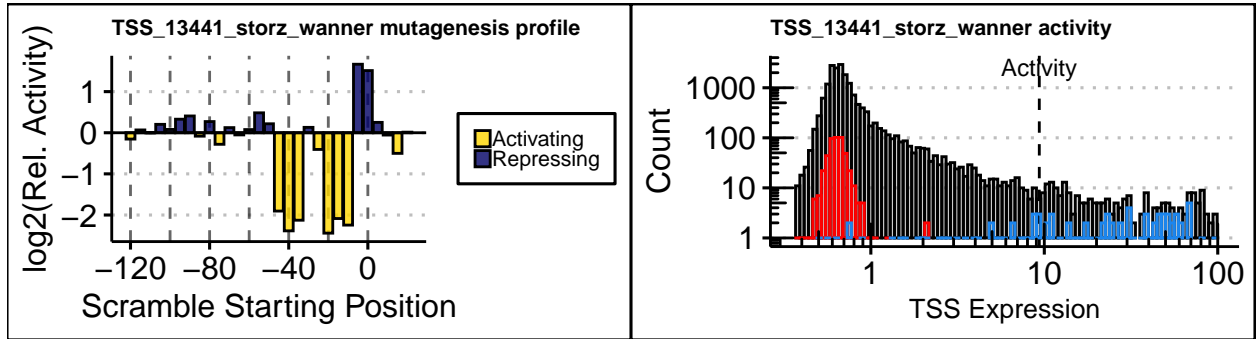 TSS_13441_storz_wanner mutagenesis profile
log2(Rel. Activity)
1
0
−1
−2
−120
−80
−40
0
Scramble Starting Position
Activating
Repressing
TSS_13441_storz_wanner activity
Activity
Count
1000
100
10
1
1
10
100
TSS Expression